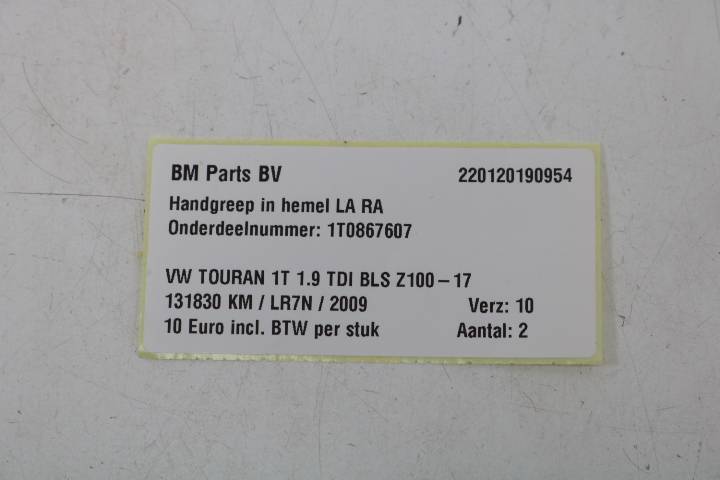 BM Parts BV 220120190954
Handgreep in hemel LA RA
Onderdeelnummer: 1T0867607
VW TOURAN 1T 1.9 TDI BLS Z100-17
131830 KM / LR7N / 2009 Verz: 10
10 Euro incl. BTW per stuk Aantal: 2